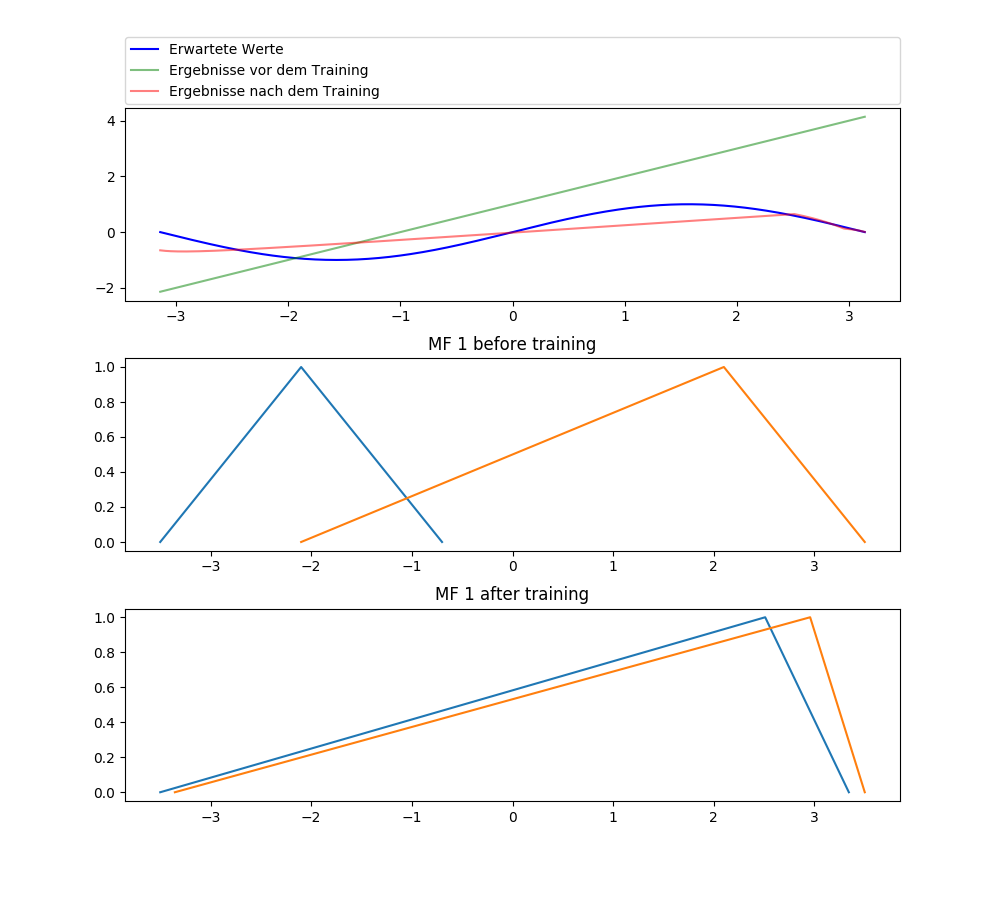 Erwartete Werte
Ergebnisse vor dem Training
Ergebnisse nach dem Training
4
2
0
−2
−3 −2 −1 0 1 2 3
MF 1 before training
1.0
0.8
0.6
0.4
0.2
0.0
−3 −2 −1 0 1 2 3
MF 1 after training
1.0
0.8
0.6
0.4
0.2
0.0
−3 −2 −1 0 1 2 3